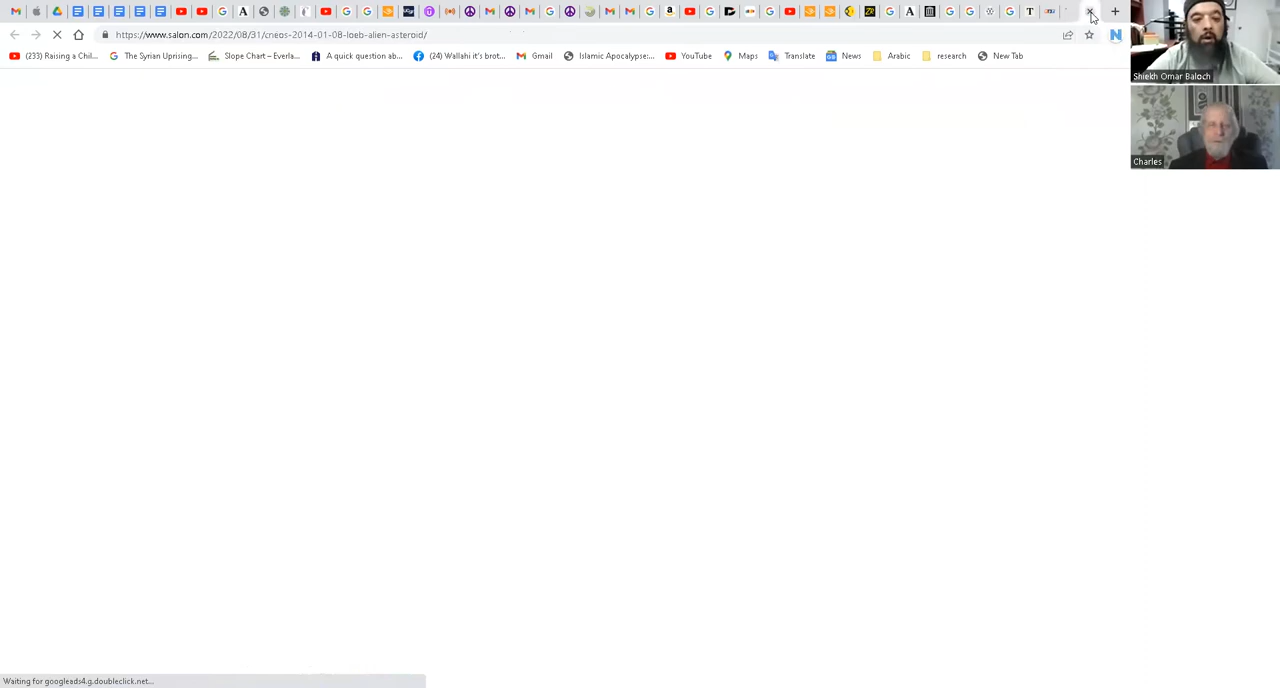 https://www.salon.com/2022/08/31/cneos-2014-01-08-loeb-alien-asteroid/
(233) Raising a Chil...
The Syrian Uprising...
Slope Chart – Everla...
A quick question ab...
(24) Wallahi it's brot...
Gmail
Islamic Apocalypse:...
YouTube
Maps
Translate
News
Arabic
research
New Tab
Shiekh Omar Baloch
Charles
Waiting for googleads4.g.doubleclick.net...